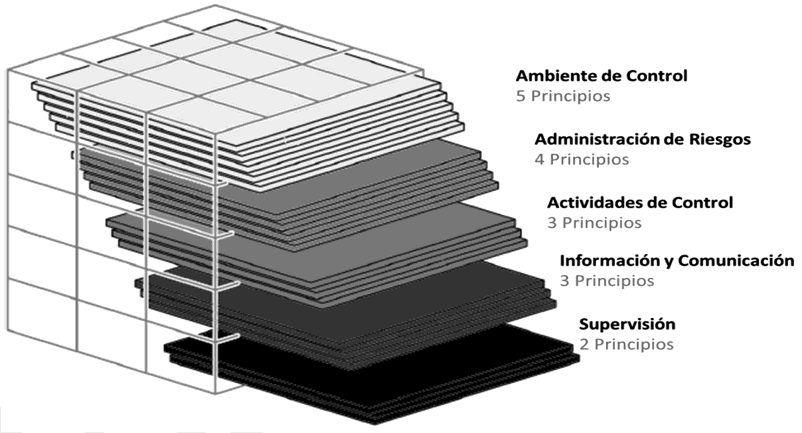 Ambiente de Control
5 Principios
Administración de Riesgos
4 Principios
Actividades de Control
3 Principios
Información y Comunicación
3 Principios
Supervisión
2 Principios